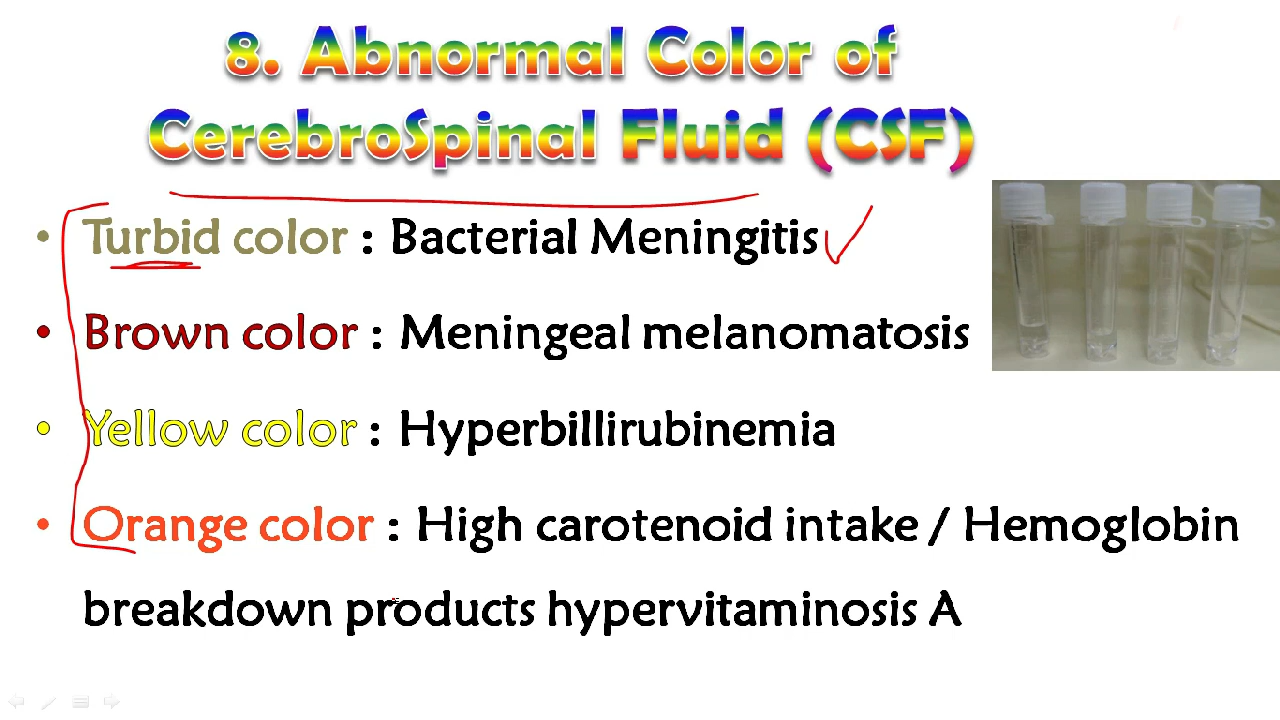 8. Abnormal Color of
CerebroSpinal Fluid (CSF)
• Turbid color : Bacterial Meningitis
• Brown color : Meningeal melanomatosis
• Yellow color : Hyperbillirubinemia
• Orange color : High carotenoid intake / Hemoglobin
breakdown products hypervitaminosis A